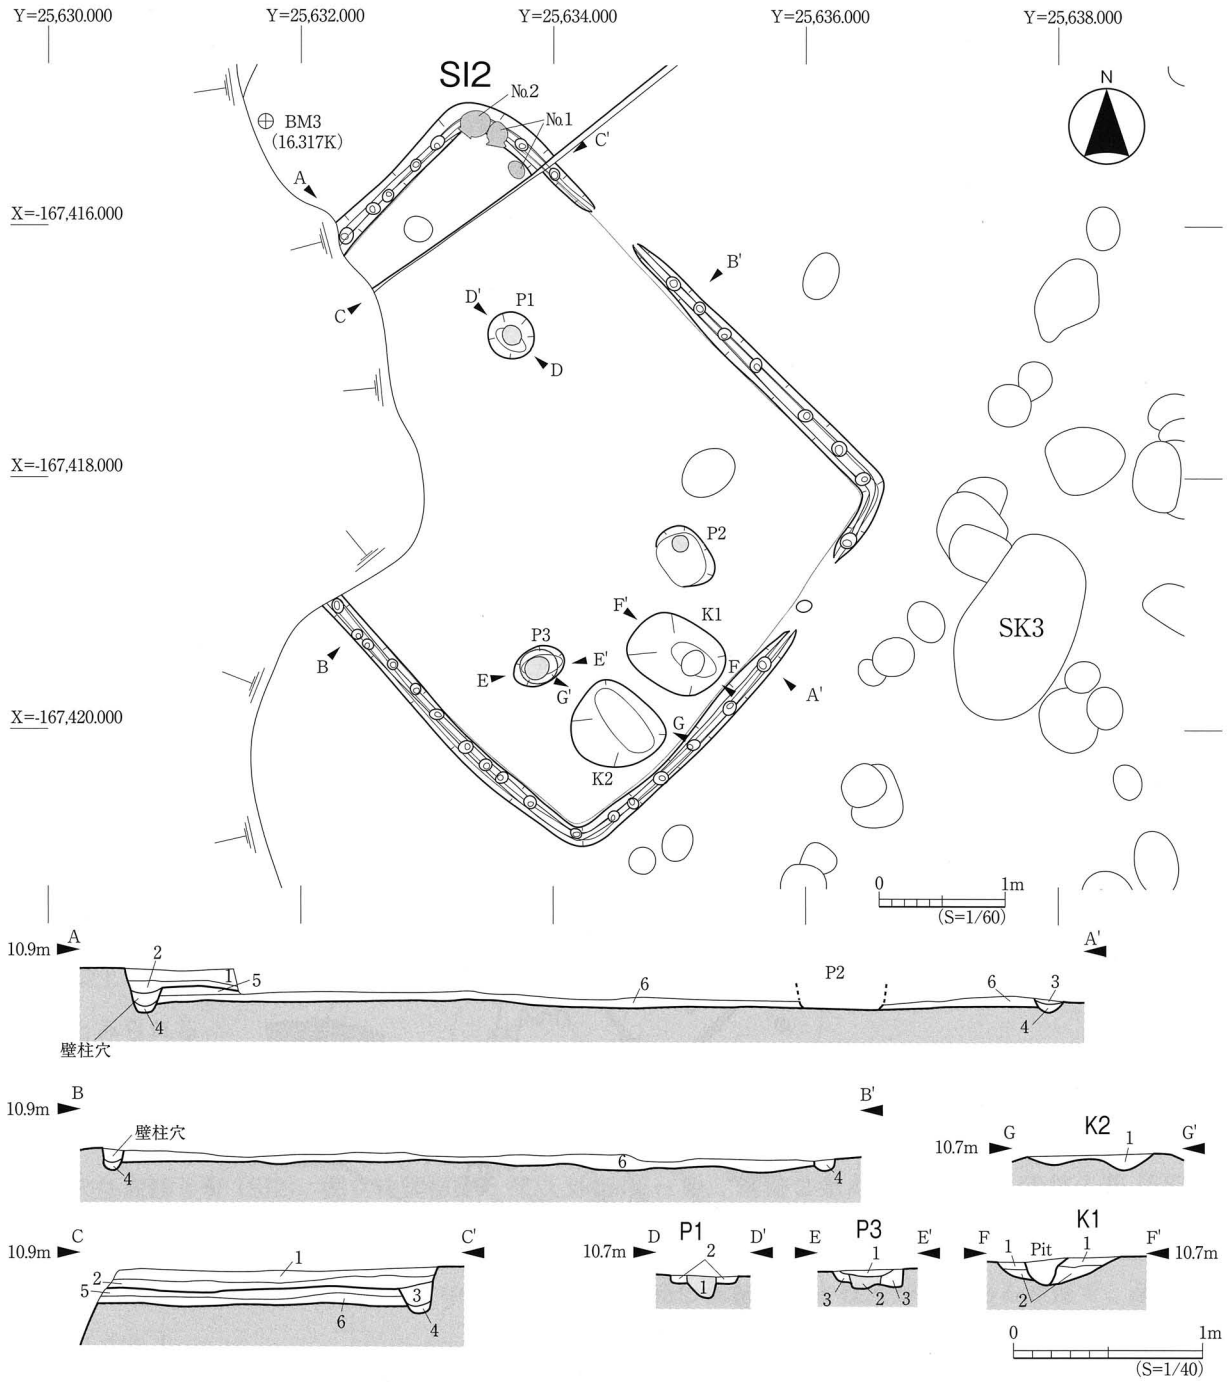 Y=25,630.000 Y=25,632.000 Y=25,634.000 Y=25,636.000 Y=25,638.000
SI2
No.2
No.1
N
BM3
(16.317K)
C'
A
X=-167,416.000
B'
D' P1
C
D
X=-167,418.000
P2
F' K1
SK3
P3
E E' F
B
G' A'
X=-167,420.000
G
K2
0 1m
(S=1/60)
A A'
10.9m
2 1 5 6 P2 6 3
4 4
壁柱穴
B B'
10.9m
壁柱穴
6
4 4
K2
G G'
10.7m
1
C C'
10.9m
1
2
5
3
6 4
P1
D D'
10.7m
2
1
P3
E E'
1
3 2 3
K1
F F'
10.7m
1 Pit 1
2
0 1m
(S=1/40)